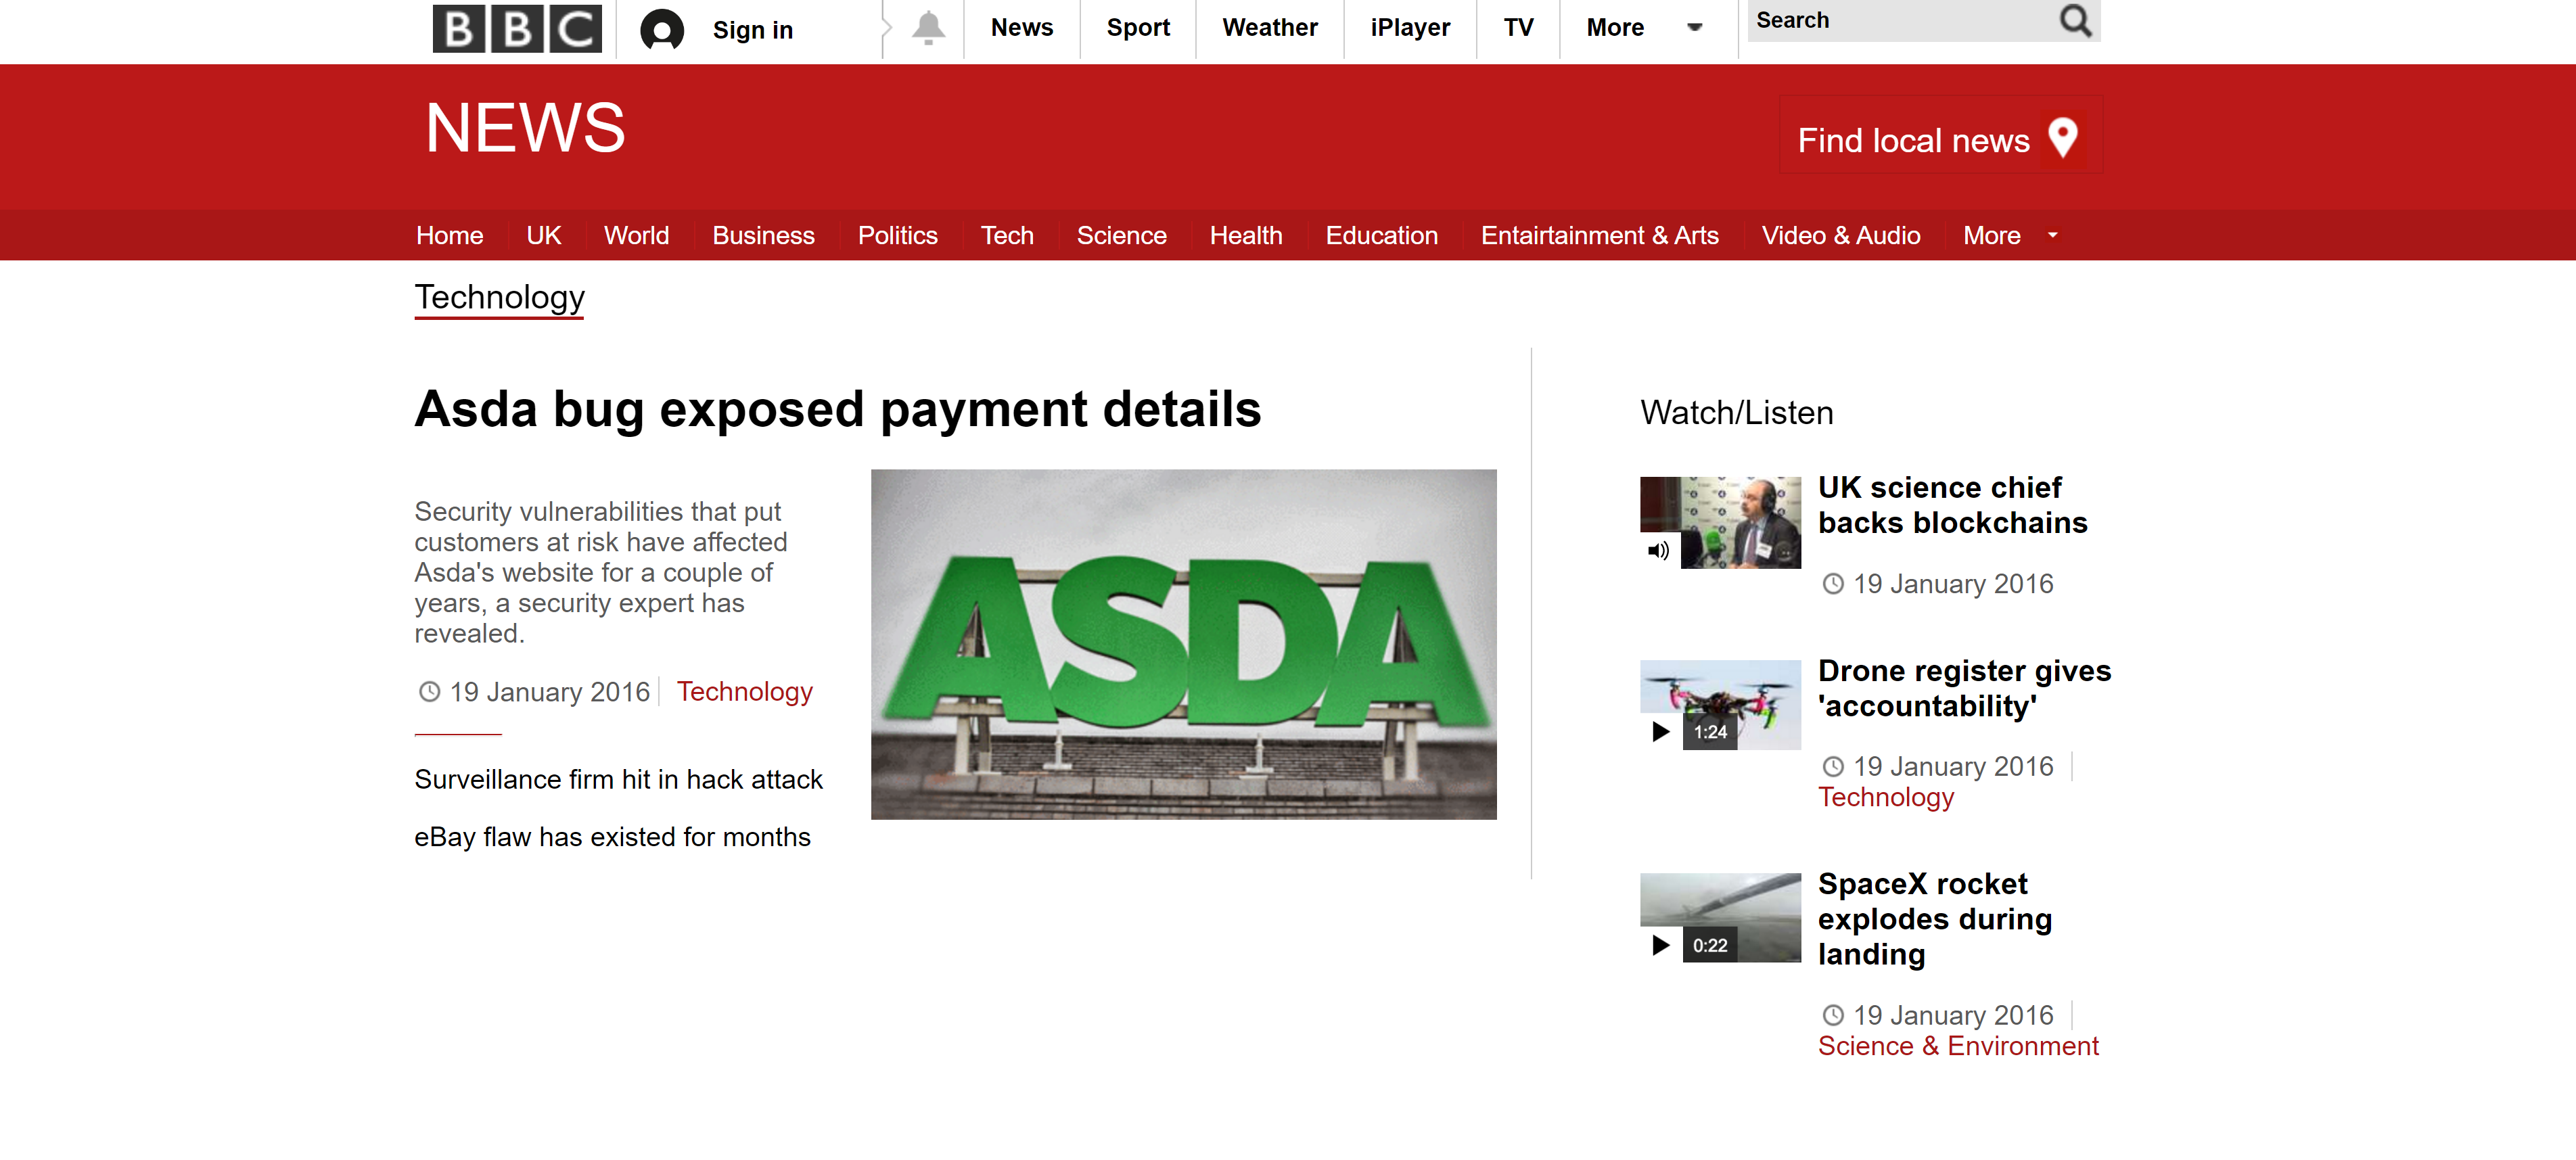 BBC
Sign in
News
Sport
Weather
iPlayer
TV
More
Search
NEWS
Find local news
Home
UK
World
Business
Politics
Tech
Science
Health
Education
Entairtainment & Arts
Video & Audio
More
Technology
Asda bug exposed payment details
Security vulnerabilities that put
customers at risk have affected
Asda's website for a couple of
years, a security expert has
revealed.
19 January 2016
Technology
Surveillance firm hit in hack attack
eBay flaw has existed for months
ASDA
Watch/Listen
UK science chief
backs blockchains
19 January 2016
Drone register gives
'accountability'
1:24
19 January 2016
Technology
SpaceX rocket
explodes during
landing
0:22
19 January 2016
Science & Environment